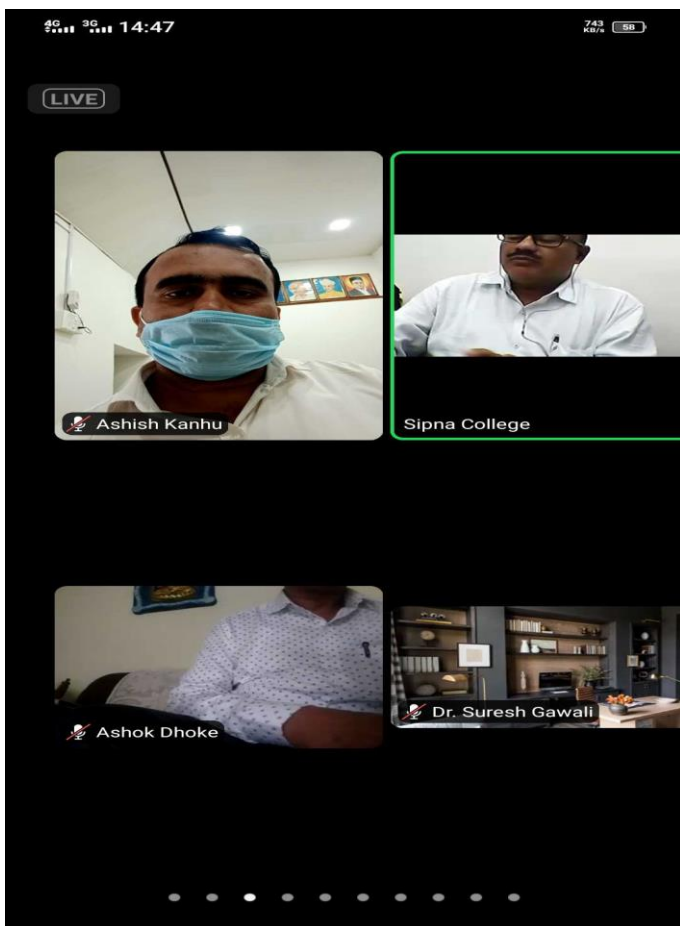 4G 3G 14:47
743
KB/s 58
LIVE
Ashish Kanhu
Sipna College
Ashok Dhoke
Dr. Suresh Gawali